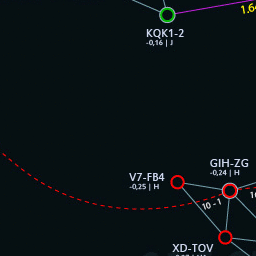 1.6
KQK1-2
-0,16 | J
GIH-ZG
-0,24 | H
V7-FB4
-0,25 | H
10 - 1
XD-TOV